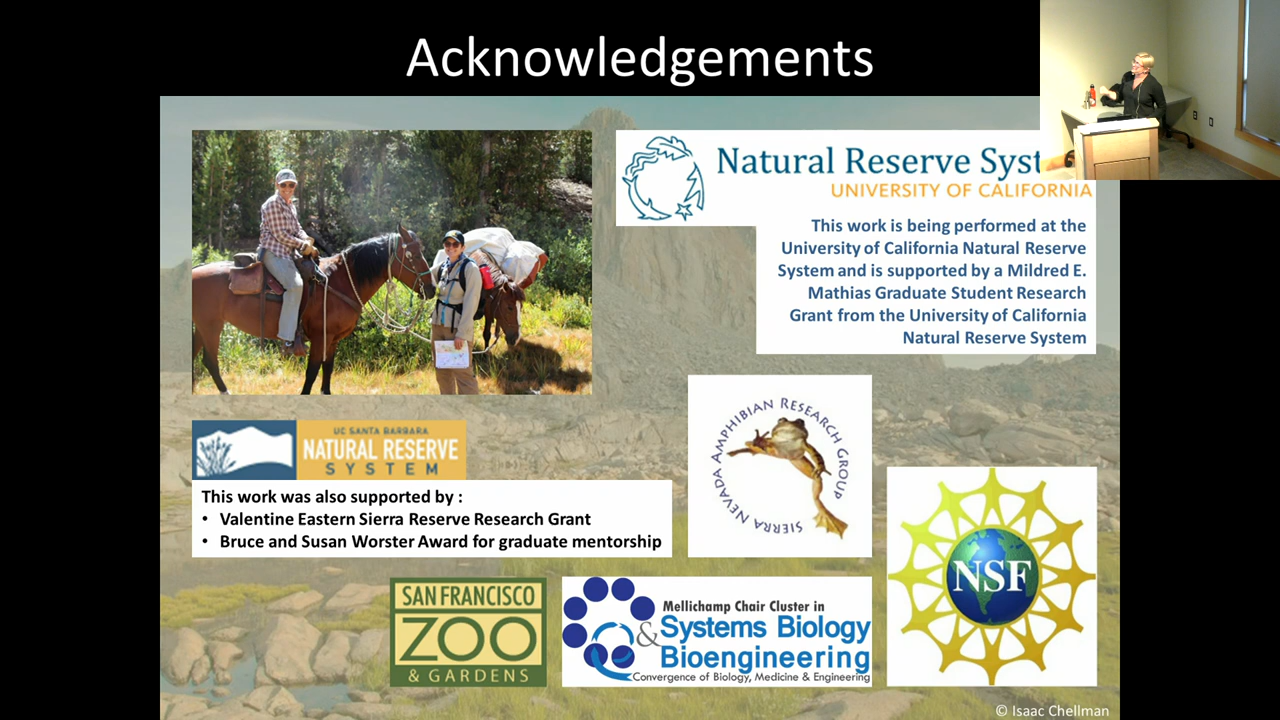 Acknowledgements
Natural Reserve Syst
UNIVERSITY OF CALIFORNIA
This work is being performed at the
University of California Natural Reserve
System and is supported by a Mildred E.
Mathias Graduate Student Research
Grant from the University of California
Natural Reserve System
SIERRA NEVADA AMPHIBIAN RESEARCH GROUP
UC SANTA BARBARA
NATURAL RESERVE
SYSTEM
This work was also supported by :
• Valentine Eastern Sierra Reserve Research Grant
• Bruce and Susan Worster Award for graduate mentorship
NSF
SAN FRANCISCO
ZOO
& GARDENS
Mellichamp Chair Cluster in
& Systems Biology
Bioengineering
Convergence of Biology, Medicine & Engineering
© Isaac Chellman